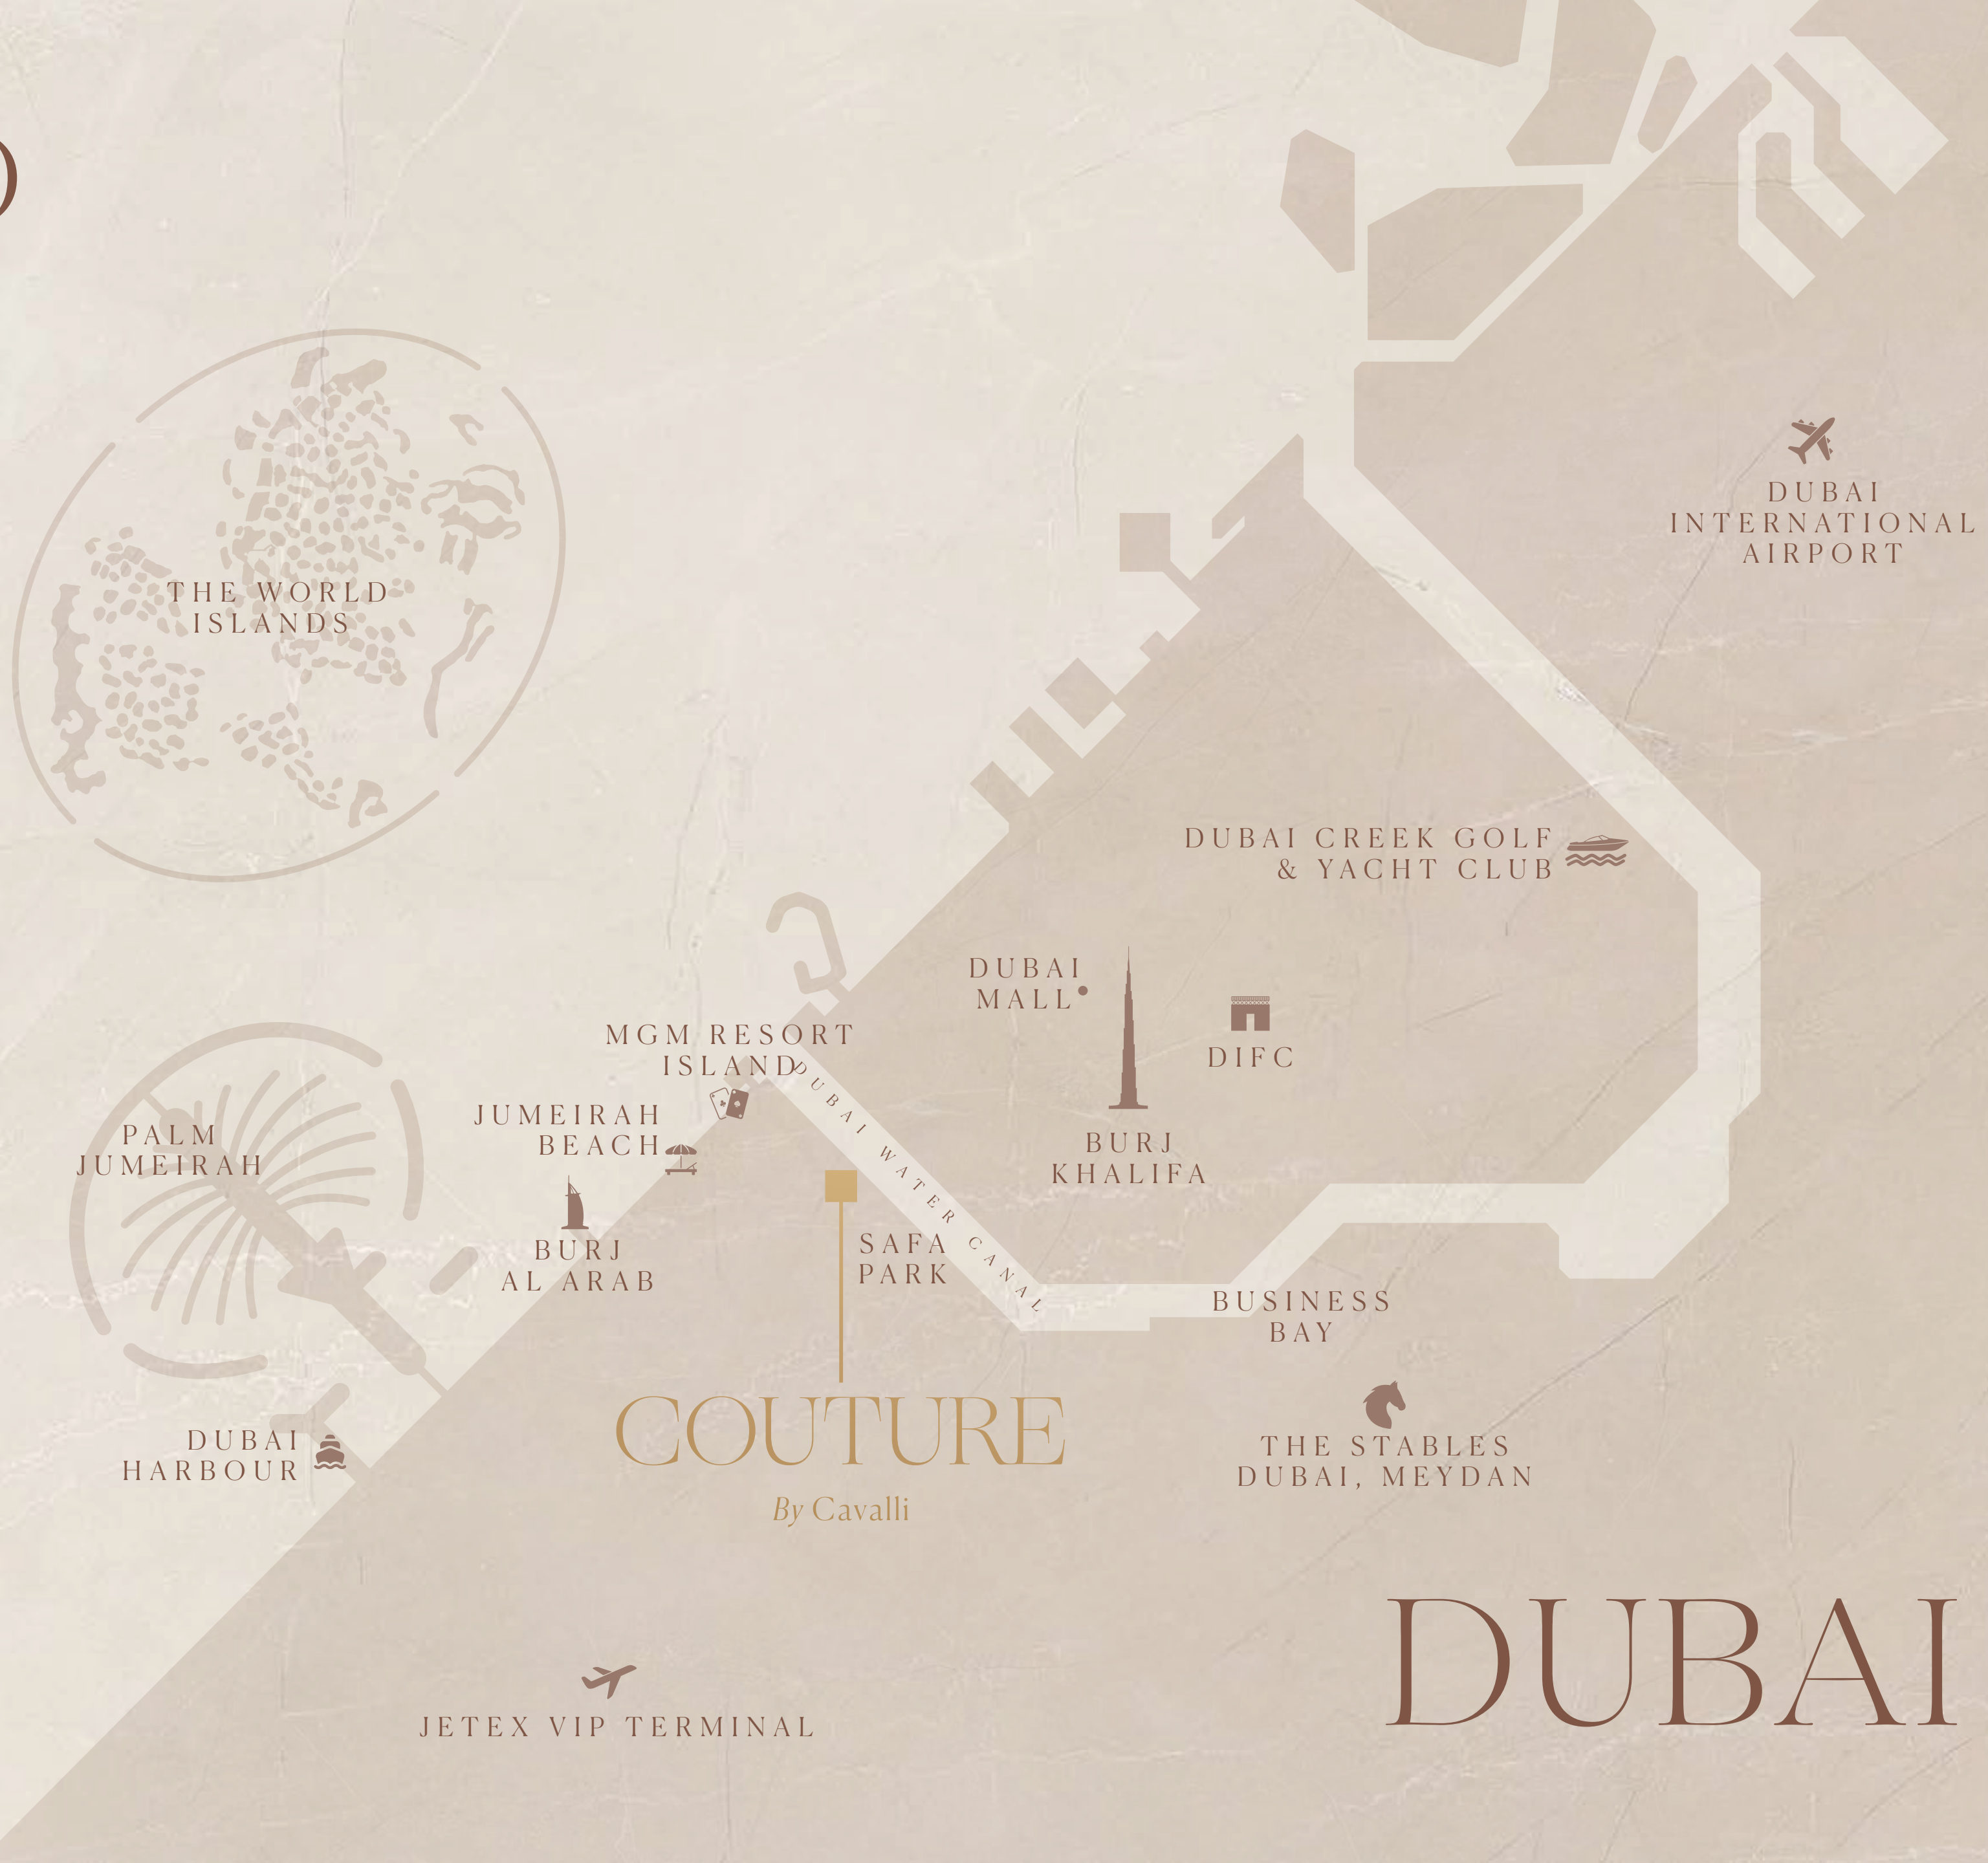 DUBAI
INTERNATIONAL
AIRPORT
THE WORLD
ISLANDS
DUBAI CREEK GOLF
& YACHT CLUB
DUBAI
MALL
DIFC
MGM RESORT
ISLAND
DUBAI WATER CANAL
JUMEIRAH
BEACH
PALM
JUMEIRAH
BURJ
KHALIFA
BURJ
AL ARAB
SAFA
PARK
BUSINESS
BAY
COUTURE
By Cavalli
DUBAI
HARBOUR
THE STABLES
DUBAI, MEYDAN
DUBAI
JETEX VIP TERMINAL